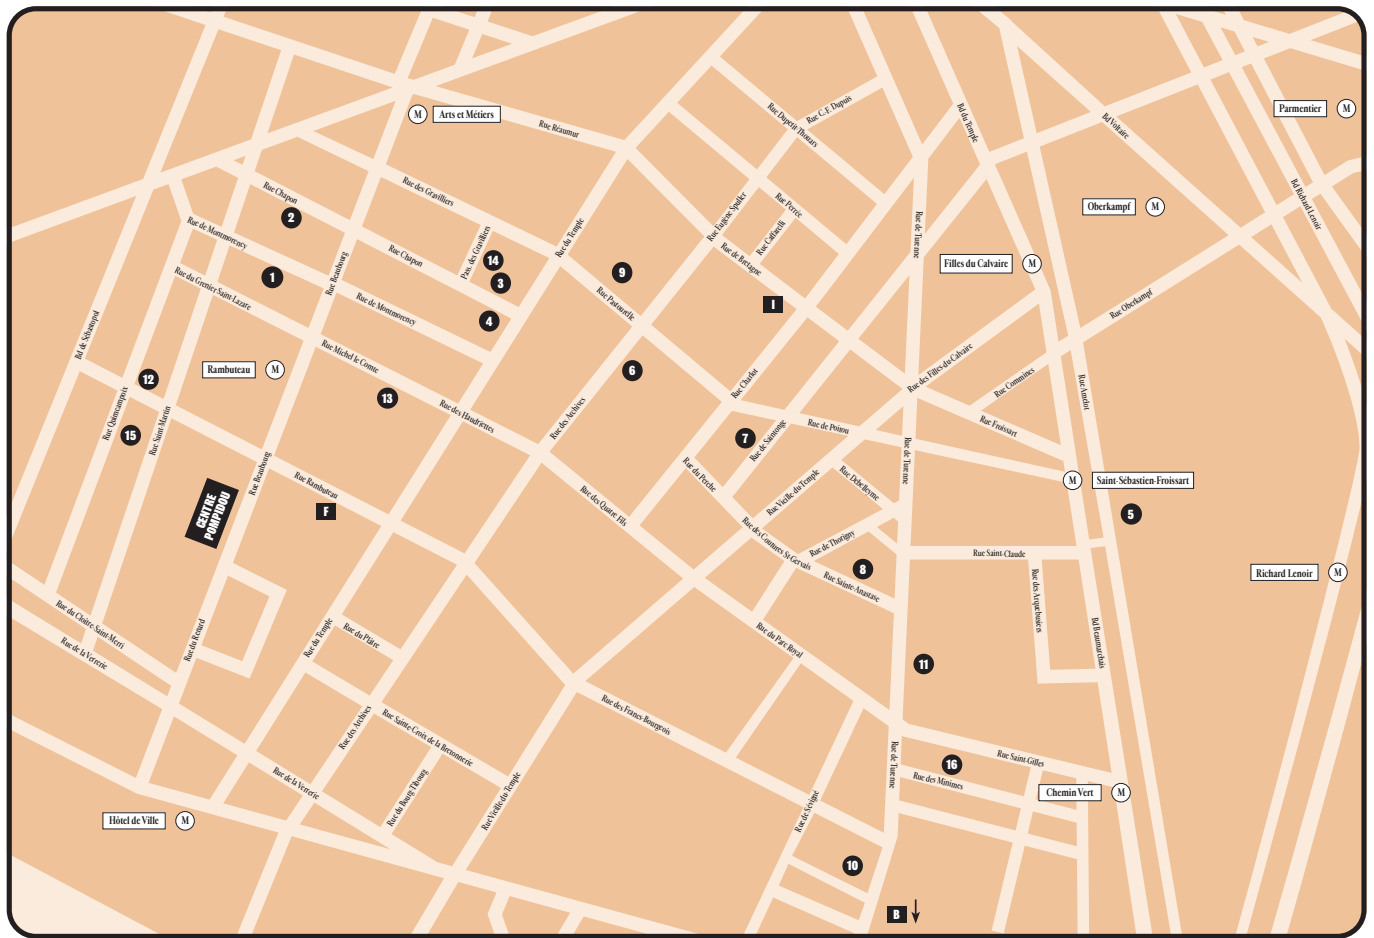 Parmentier
M
M
Arts et Métiers
Rue Réaumur
Rue Dupetit-Thouars
Rue C.-F. Dupuis
Bd du Temple
Bd Voltaire
Bd Richard Lenoir
Rue Chapon
2
Rue des Gravilliers
Rue Eugène Spuller
Rue Perrée
Rue Caffarelli
Rue de Bretagne
Oberkampf
M
Rue de Turenne
Rue de Montmorency
Rue Beaubourg
Rue Chapon
Pass. des Gravilliers
14
3
Rue du Temple
9
Filles du Calvaire
M
1
Rue du Grenier-Saint-Lazare
Rue de Montmorency
4
Rue Pastourelle
I
Rue Oberkampf
Bd de Sébastopol
Rambuteau
M
Rue Michel le Comte
6
Rue Charlot
Rue des Filles-du-Calvaire
Rue Commines
Rue Amelot
12
13
Rue Quincampoix
15
Rue Saint-Martin
Rue des Haudriettes
Rue des Archives
7
Rue de Saintonge
Rue de Poitou
Rue Froissart
Rue de Turenne
Rue Beaubourg
Rue Rambuteau
F
CENTRE
POMPIDOU
Rue des Quatre Fils
Rue du Perche
Rue Vieille du Temple
Rue Debelleyme
M
Saint-Sébastien-Froissart
5
Rue des Coutures St-Gervais
Rue de Thorigny
8
Rue Sainte-Anastase
Rue Saint-Claude
Rue des Arquebusiers
Richard Lenoir
M
Rue du Cloître-Saint-Merri
Rue de la Verrerie
Rue du Renard
Rue du Temple
Rue du Plâtre
Rue du Parc Royal
11
Bd Beaumarchais
Rue des Archives
Rue Sainte-Croix de la Bretonnerie
Rue des Francs-Bourgeois
Rue de Turenne
16
Rue Saint-Gilles
Rue des Minimes
Chemin Vert
M
Rue de la Verrerie
Rue du Bourg-Tibourg
Rue Vieille du Temple
Rue de Sévigné
Hôtel de Ville
M
10
B